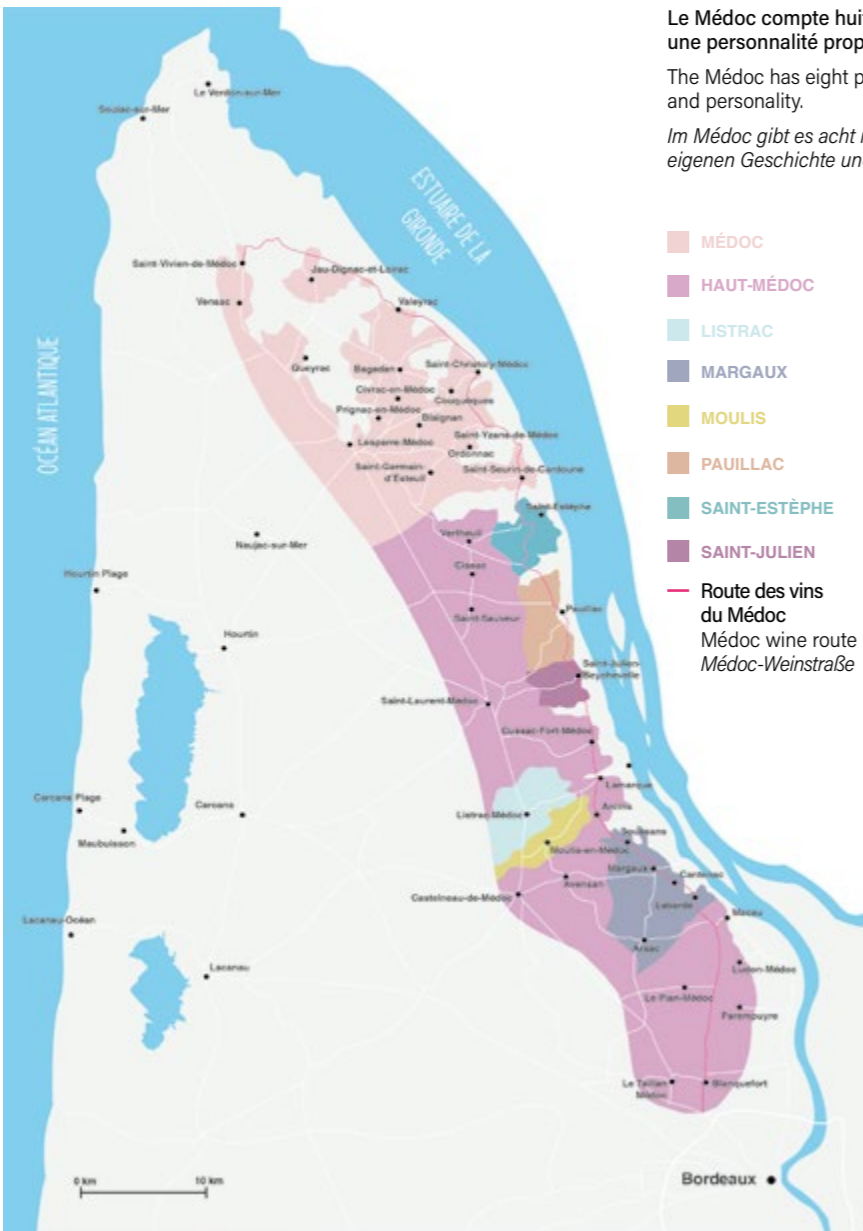 Le Médoc compte hui
une personnalité prop
The Médoc has eight p
and personality.
Im Médoc gibt es acht
eigenen Geschichte un
MÉDOC
HAUT-MÉDOC
LISTRAC
MARGAUX
MOULIS
PAUILLAC
SAINT-ESTÈPHE
SAINT-JULIEN
Route des vins
du Médoc
Médoc wine route
Médoc-Weinstraße
OCÉAN ATLANTIQUE
ESTUAIRE DE LA
GIRONDE
Le Verdon-sur-Mer
Soulac-sur-Mer
Saint-Vivien-de-Médoc
Jau-Dignac-et-Loirac
Vensac
Valeyrac
Queyrac
Bégadan
Saint-Christoly-Médoc
Civrac-en-Médoc
Couquèques
Prignac-en-Médoc
Blaignan
Lesparre-Médoc
Saint-Yzans-de-Médoc
Ordonnac
Saint-Germain
d'Esteuil
Saint-Seurin-de-Cardoune
Saint-Estèphe
Vertheuil
Naujac-sur-Mer
Cissac
Hourtin Plage
Saint-Sauveur
Pauillac
Hourtin
Saint-Julien-
Beychevelle
Saint-Laurent-Médoc
Cussac-Fort-Médoc
Lamarque
Carcans Plage
Carcans
Listrac-Médoc
Arcins
Maubuisson
Soussans
Moulis-en-Médoc
Margaux
Cantenac
Avensan
Castelnau-de-Médoc
Labarde
Macau
Lacanau-Océan
Arsac
Lacanau
Ludon-Médoc
Le Pian-Médoc
Parempuyre
Le Taillan
Médoc
Blanquefort
Bordeaux
0 km
10 km